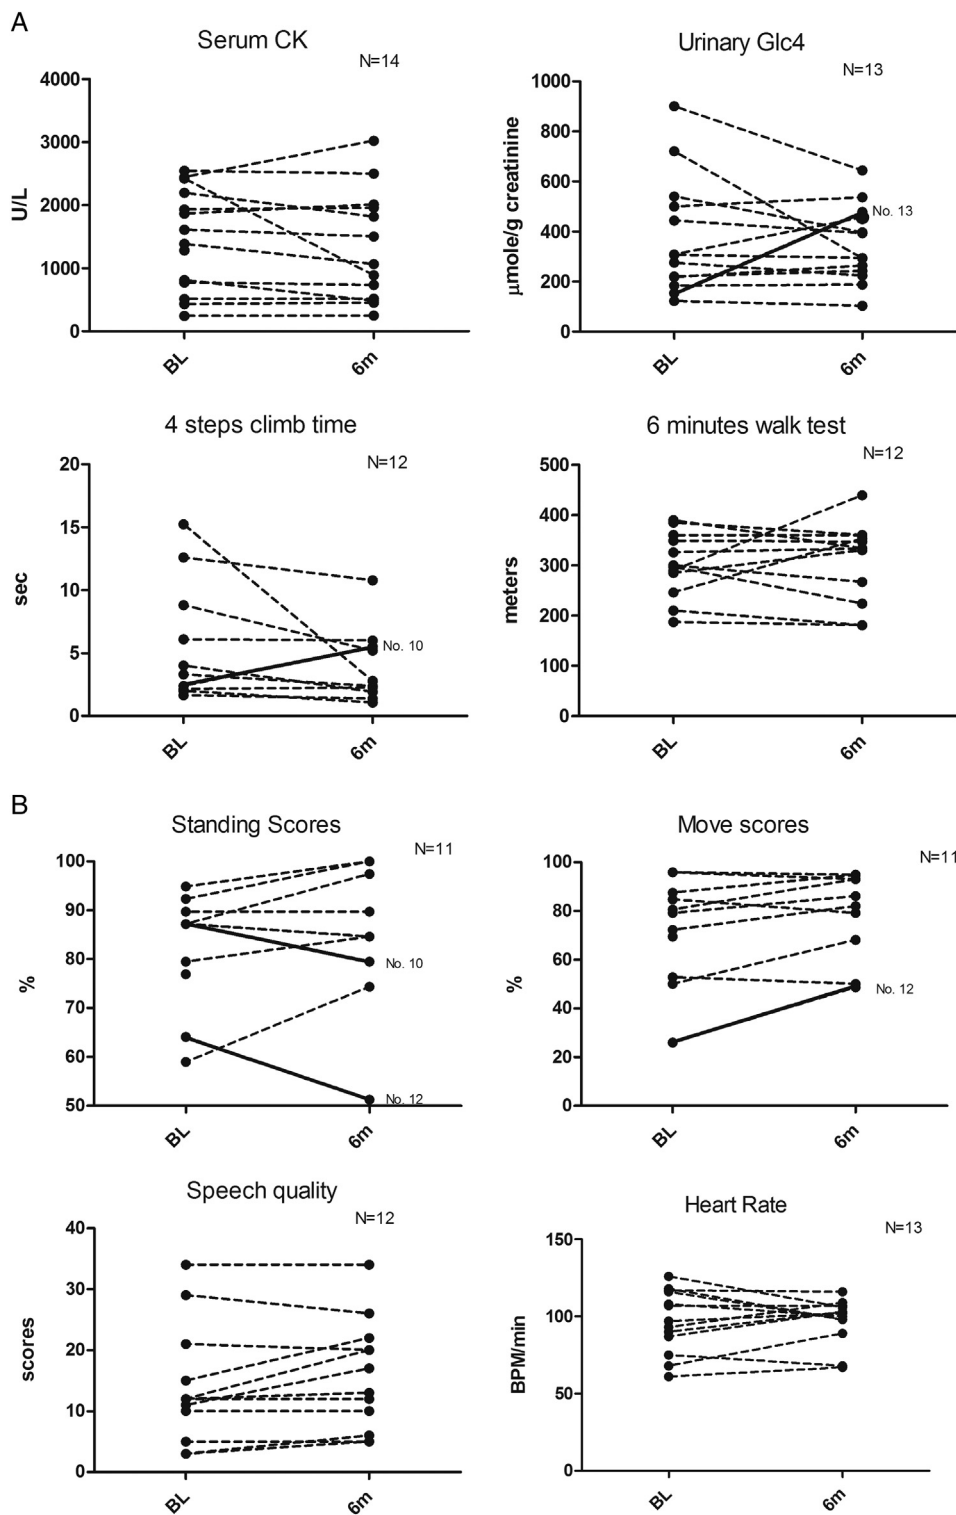 A
Serum CK
N=14
4000
3000
2000
1000
0
U/L
BL
6m
Urinary Glc4
N=13
1000
800
600
400
200
0
μmole/g creatinine
No. 13
BL
6m
4 steps climb time
N=12
20
15
10
5
0
sec
No. 10
BL
6m
6 minutes walk test
N=12
500
400
300
200
100
0
meters
BL
6m
B
Standing Scores
N=11
100
90
80
70
60
50
%
No. 10
No. 12
BL
6m
Move scores
N=11
100
80
60
40
20
0
%
No. 12
BL
6m
Speech quality
N=12
40
30
20
10
0
scores
BL
6m
Heart Rate
N=13
150
100
50
0
BPM/min
BL
6m